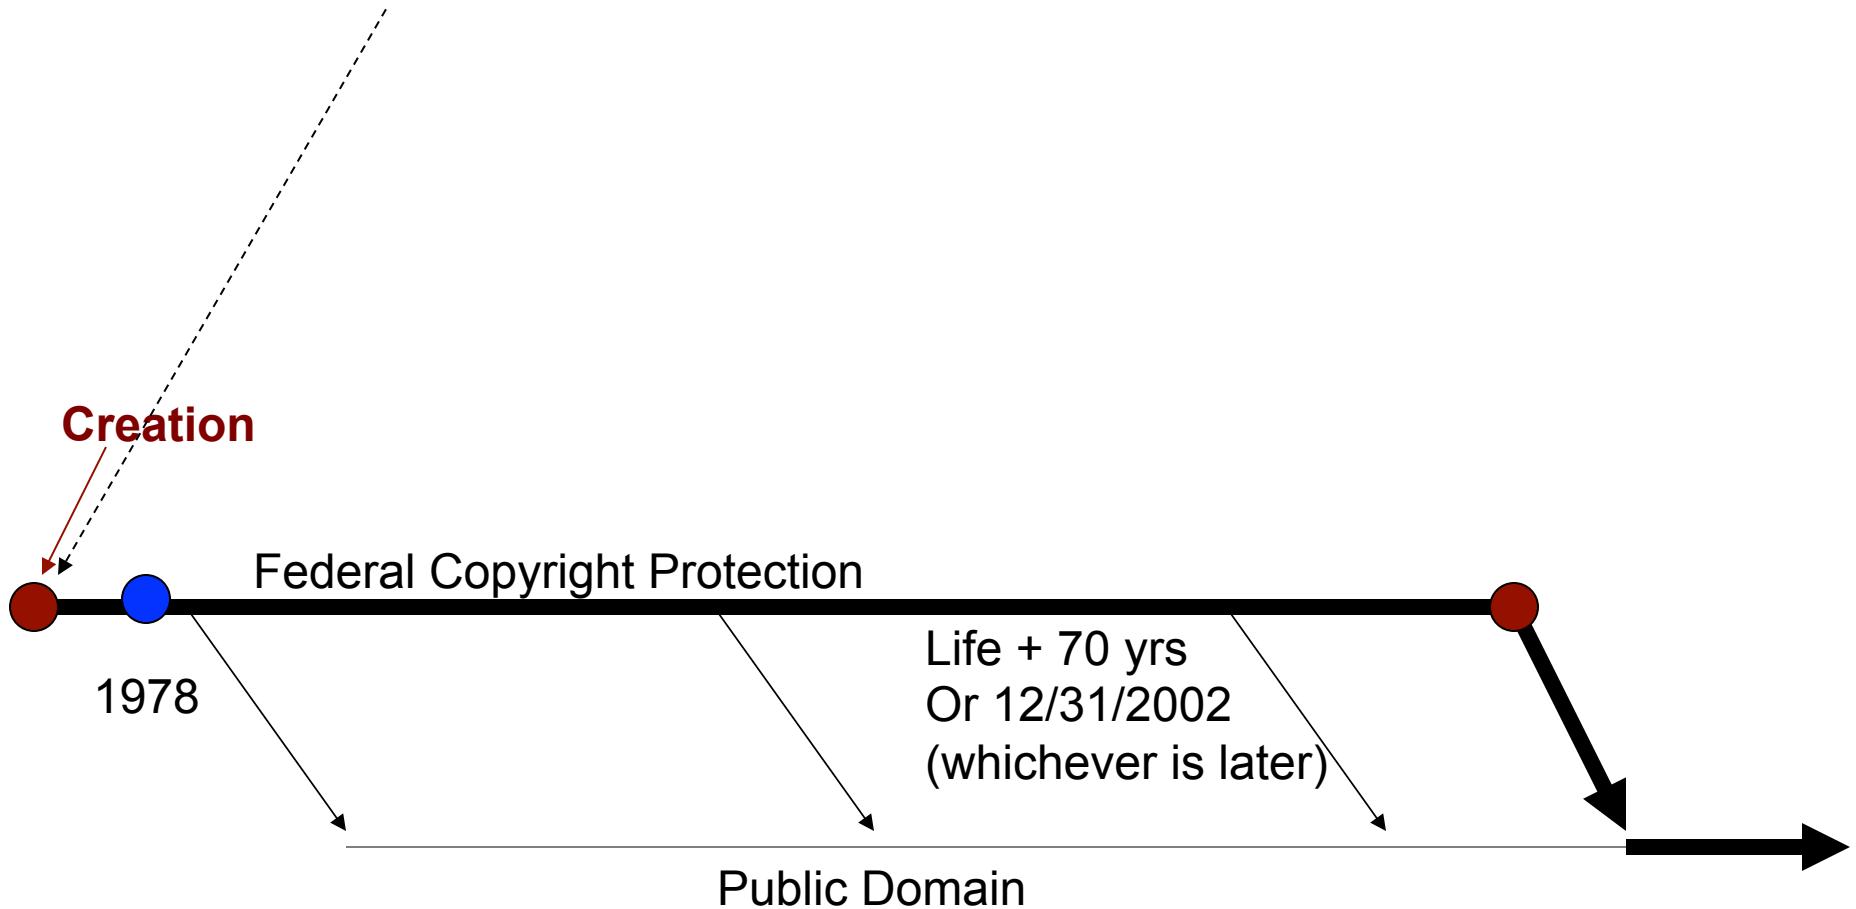 Creation
Federal Copyright Protection
Life + 70 yrs
1978
Or 12/31/2002
(whichever is later)
Public Domain